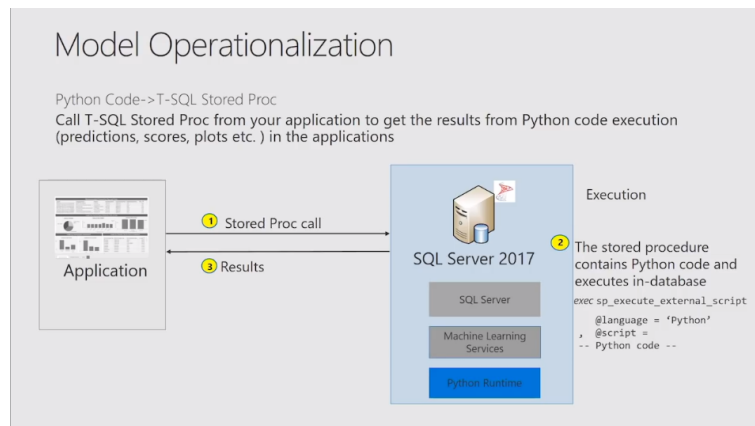 Model Operationalization
Python Code->T-SQL Stored Proc
Call T-SQL Stored Proc from your application to get the results from Python code execution
(predictions, scores, plots etc. ) in the applications
Application
1 Stored Proc call
3 Results
SQL Server 2017
SQL Server
Machine Learning
Services
Python Runtime
Execution
2 The stored procedure
contains Python code and
executes in-database
exec sp_execute_external_script
@language = ‘Python’
, @script =
-- Python code --